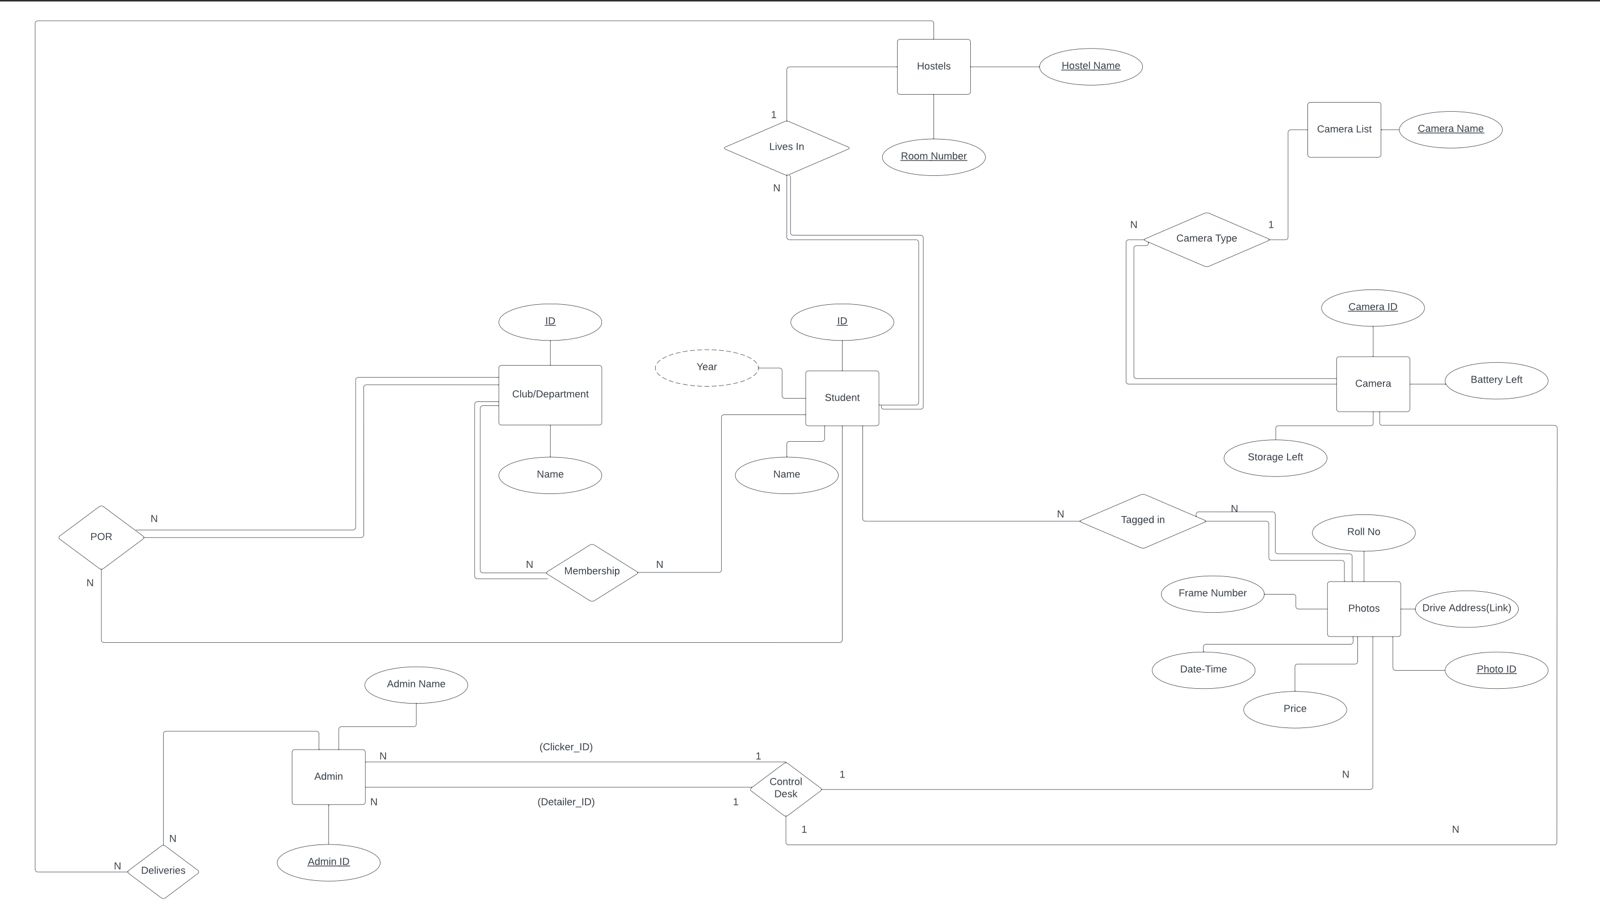 Hostels
Hostel Name
Camera List
Camera Name
1
Lives In
Room Number
N
N
1
Camera Type
Camera ID
ID
ID
Year
Club/Department
Student
Camera
Battery Left
Storage Left
Name
Name
N
POR
N
N
Membership
N
N
Tagged in
N
Roll No
Frame Number
Photos
Drive Address(Link)
Date-Time
Photo ID
Price
Admin Name
(Clicker_ID)
N
1
Admin
Control
Desk
1
N
N
(Detailer_ID)
1
1
N
N
N
Deliveries
Admin ID